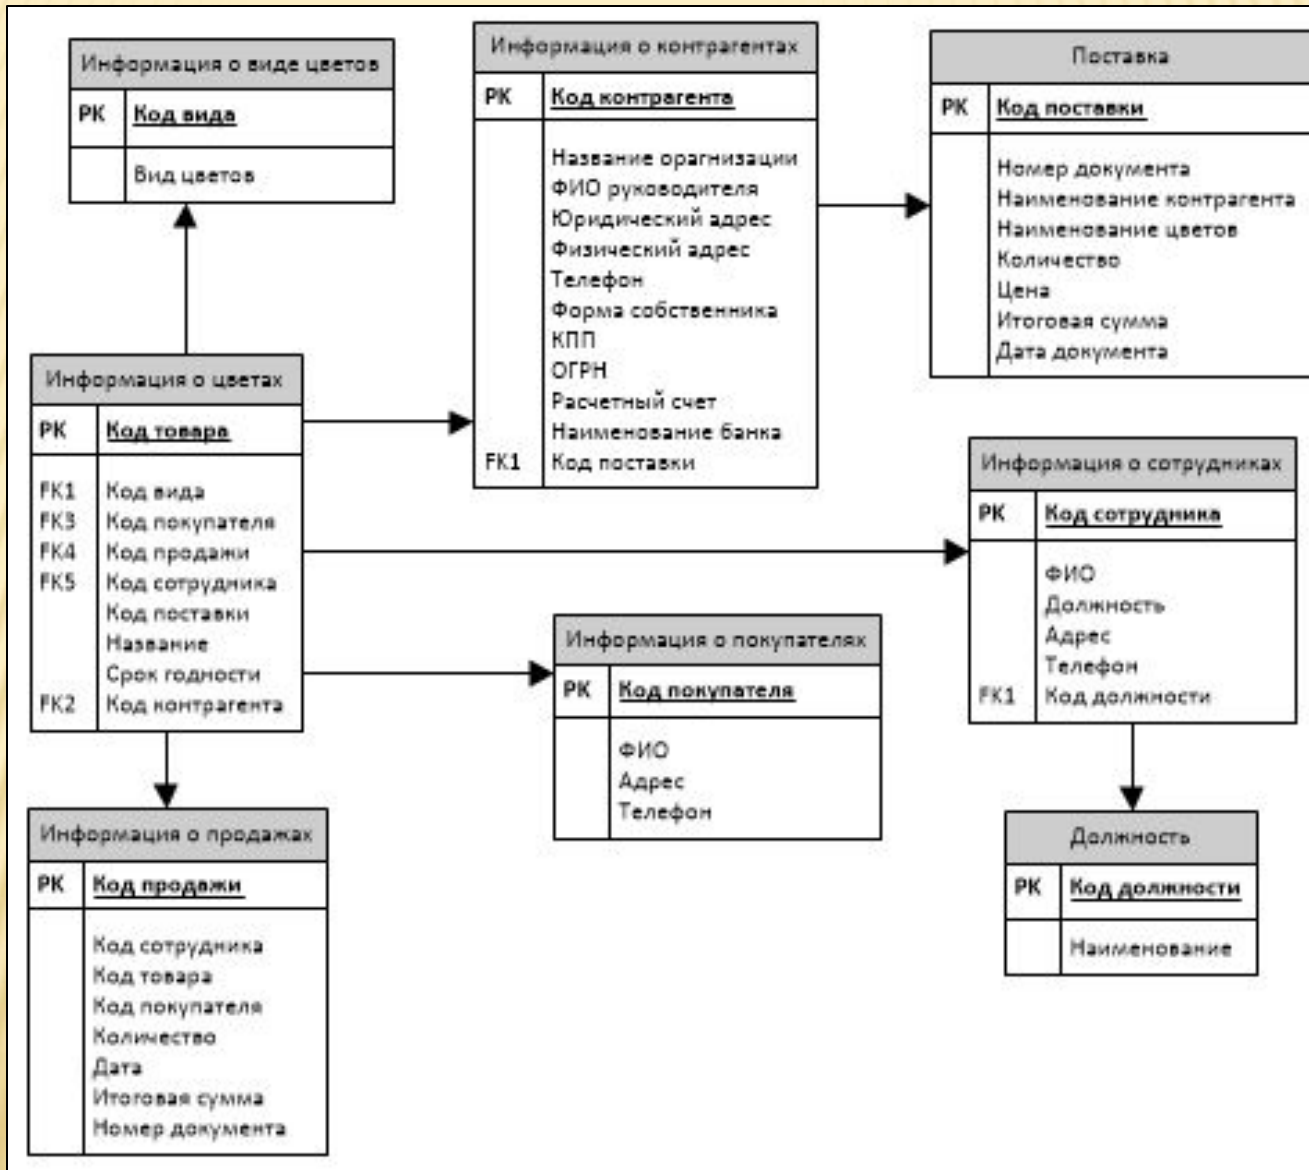 Информация о виде цветов
PK Код вида
Вид цветов
Информация о контрагентах
PK Код контрагента
Название орагнизации
ФИО руководителя
Юридический адрес
Физический адрес
Телефон
Форма собственника
КПП
ОГРН
Расчетный счет
Наименование банка
FK1 Код поставки
Поставка
PK Код поставки
Номер документа
Наименование контрагента
Наименование цветов
Количество
Цена
Итоговая сумма
Дата документа
Информация о цветах
PK Код товара
FK1 Код вида
FK3 Код покупателя
FK4 Код продажи
FK5 Код сотрудника
Код поставки
Название
Срок годности
FK2 Код контрагента
Информация о сотрудниках
PK Код сотрудника
ФИО
Должность
Адрес
Телефон
FK1 Код должности
Информация о покупателях
PK Код покупателя
ФИО
Адрес
Телефон
Информация о продажах
PK Код продажи
Код сотрудника
Код товара
Код покупателя
Количество
Дата
Итоговая сумма
Номер документа
Должность
PK Код должности
Наименование